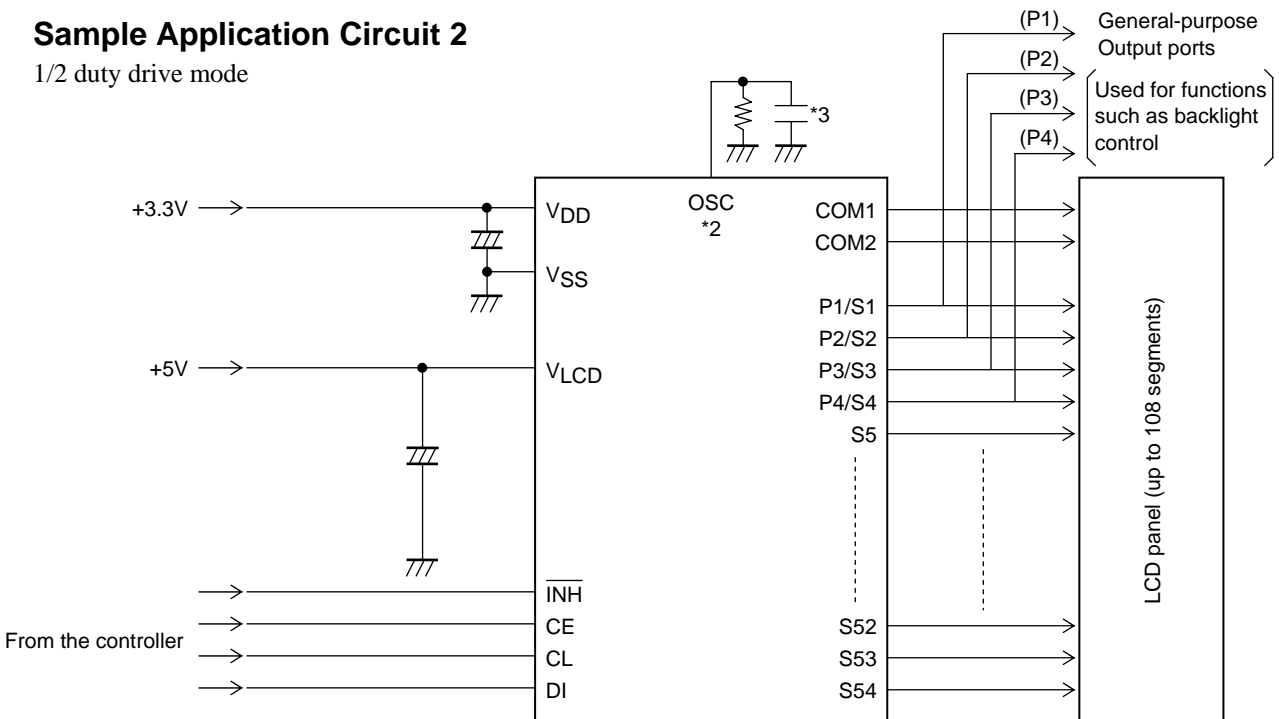 Sample Application Circuit 2
1/2 duty drive mode
(P1)
General-purpose
Output ports
(P2)
(P3)
(P4)
Used for functions
such as backlight
control
*3
OSC
*2
+3.3V
VDD
VSS
+5V
VLCD
INH
From the controller
CE
CL
DI
COM1
COM2
P1/S1
P2/S2
P3/S3
P4/S4
S5
S52
S53
S54
LCD panel (up to 108 segments)